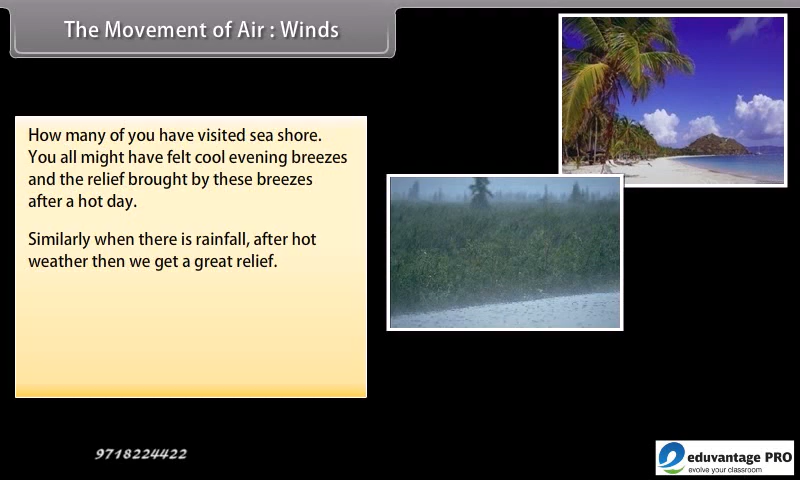 The Movement of Air : Winds
How many of you have visited sea shore.
You all might have felt cool evening breezes
and the relief brought by these breezes
after a hot day.
Similarly when there is rainfall, after hot
weather then we get a great relief.
9718224422
eduvantage PRO
evolve your classroom